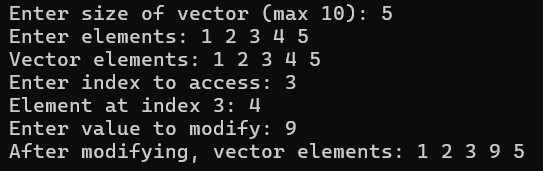 Enter size of vector (max 10): 5
Enter elements: 1 2 3 4 5
Vector elements: 1 2 3 4 5
Enter index to access: 3
Element at index 3: 4
Enter value to modify: 9
After modifying, vector elements: 1 2 3 9 5